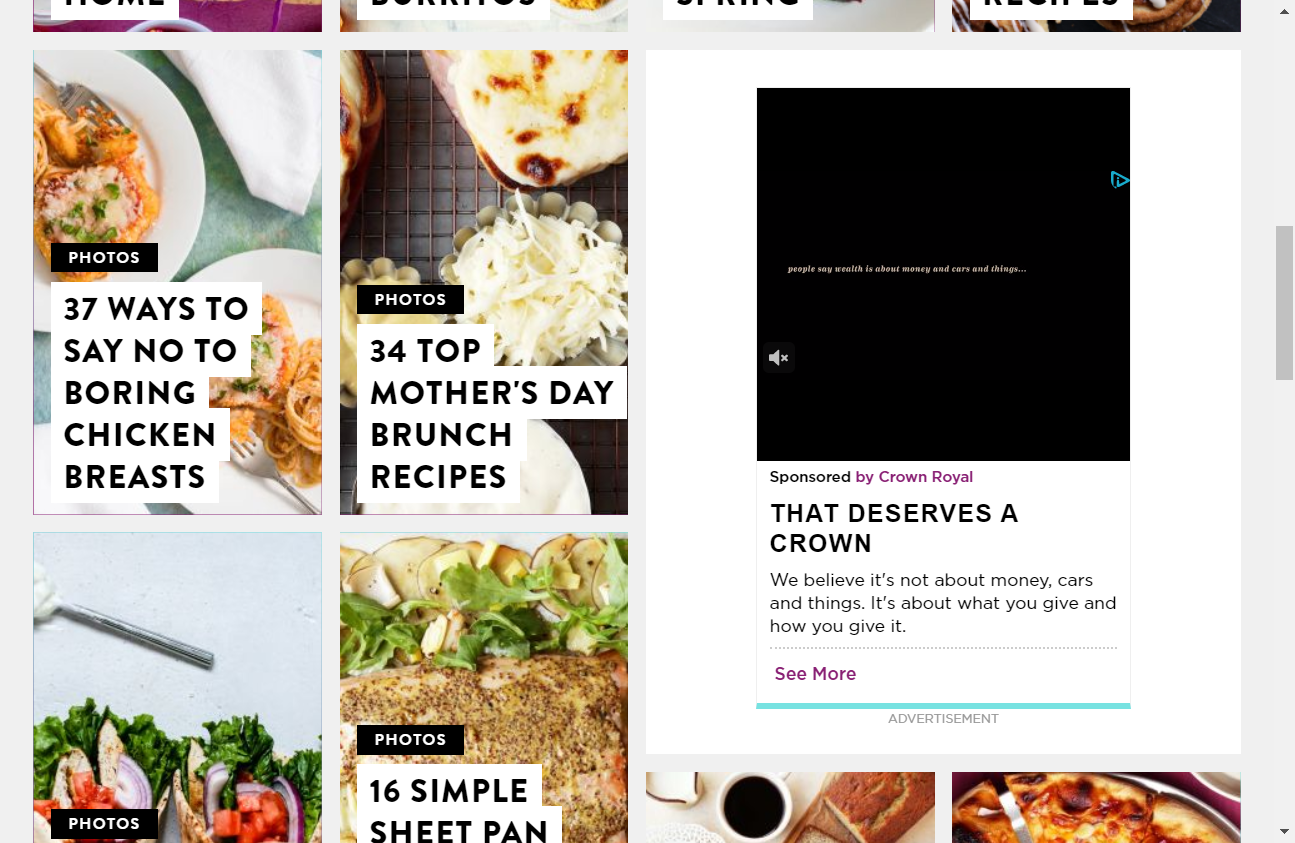 HOME
BURRITOS
SPRING
RECIPES
PHOTOS
37 WAYS TO
SAY NO TO
BORING
CHICKEN
BREASTS
PHOTOS
34 TOP
MOTHER'S DAY
BRUNCH
RECIPES
people say wealth is about money and cars and things...
Sponsored by Crown Royal
THAT DESERVES A
CROWN
We believe it's not about money, cars
and things. It's about what you give and
how you give it.
See More
ADVERTISEMENT
PHOTOS
PHOTOS
16 SIMPLE
SHEET PAN